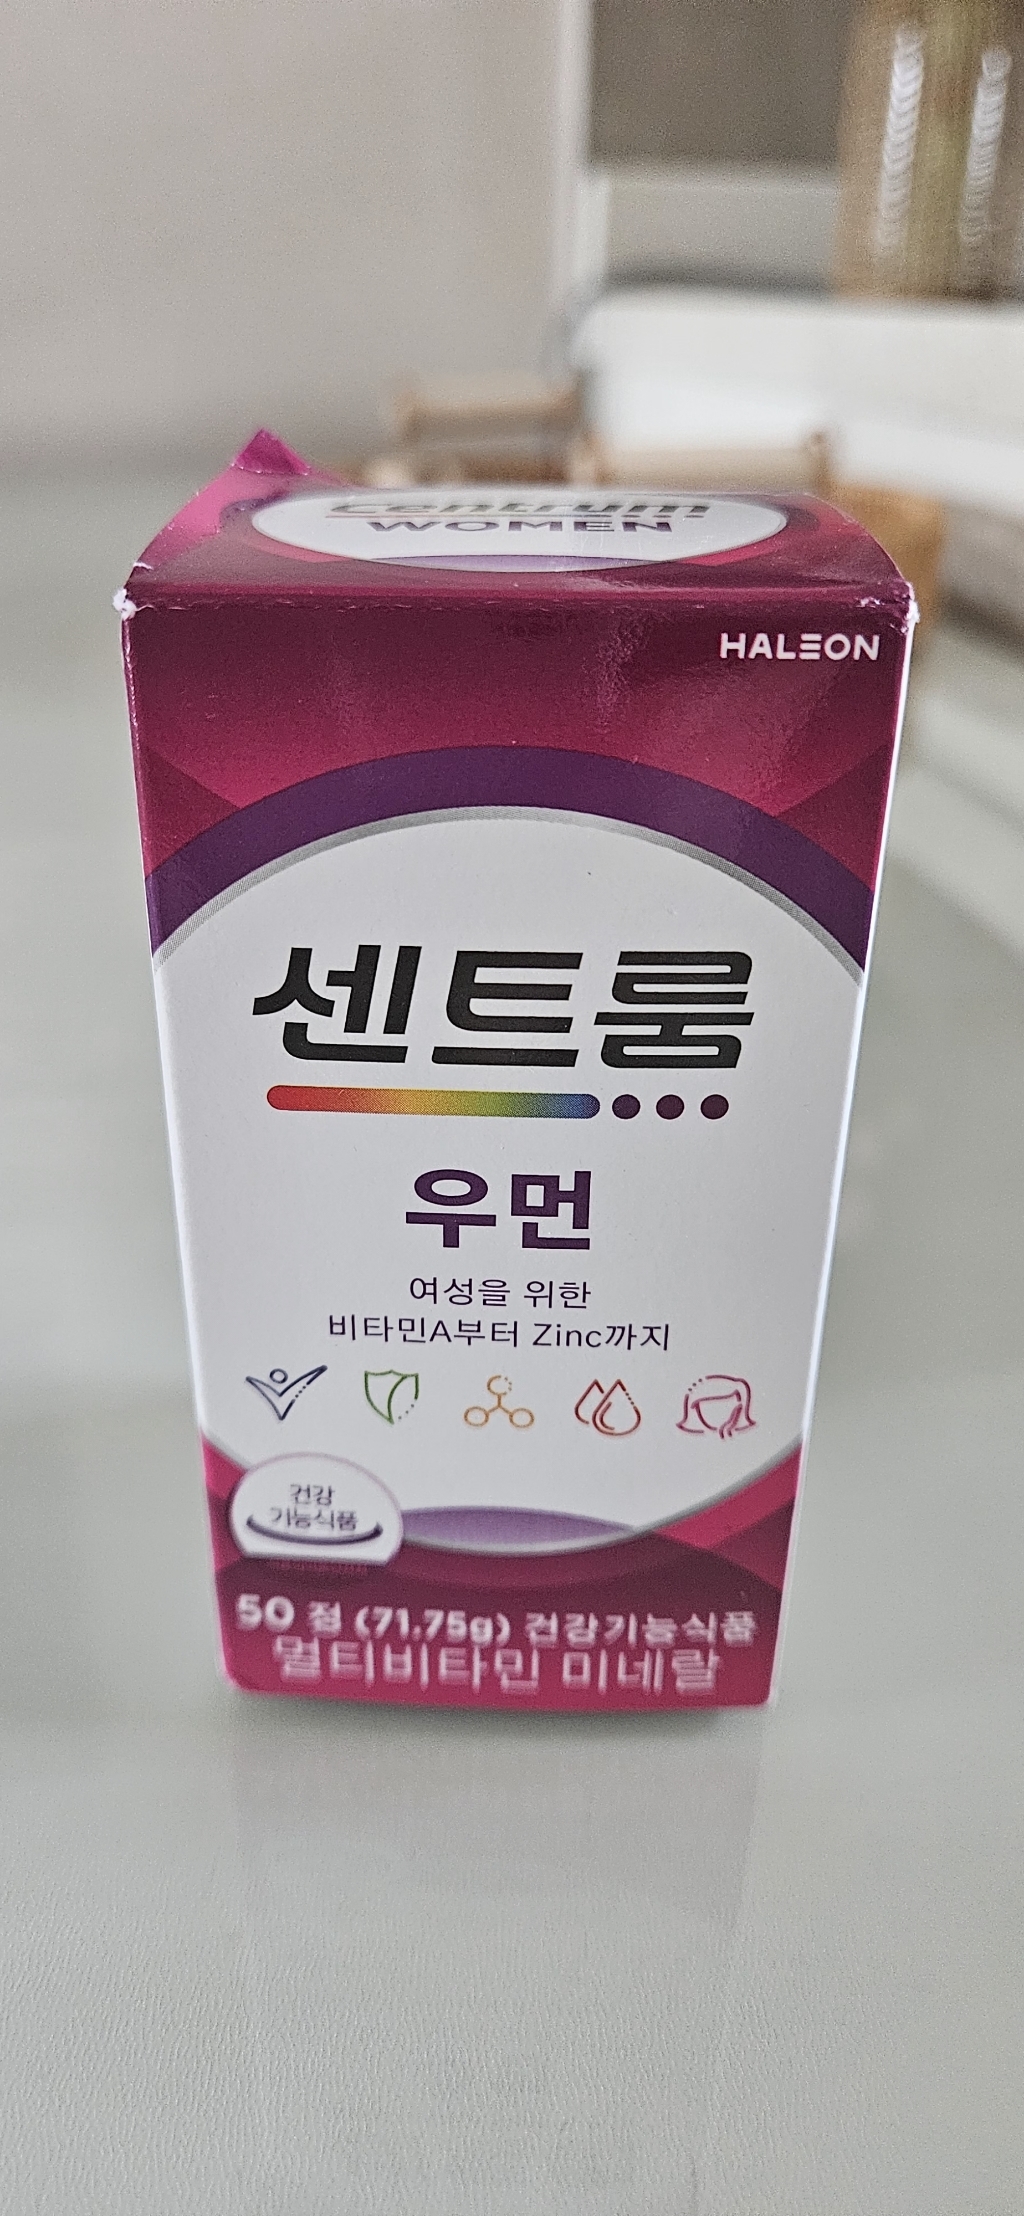 Centrum
WOMEN
HALEON
센트룸
우먼
여성을 위한
비타민A부터 Zinc까지
건강
기능식품
50 정 (71.75g) 건강기능식품
멀티비타민 미네랄